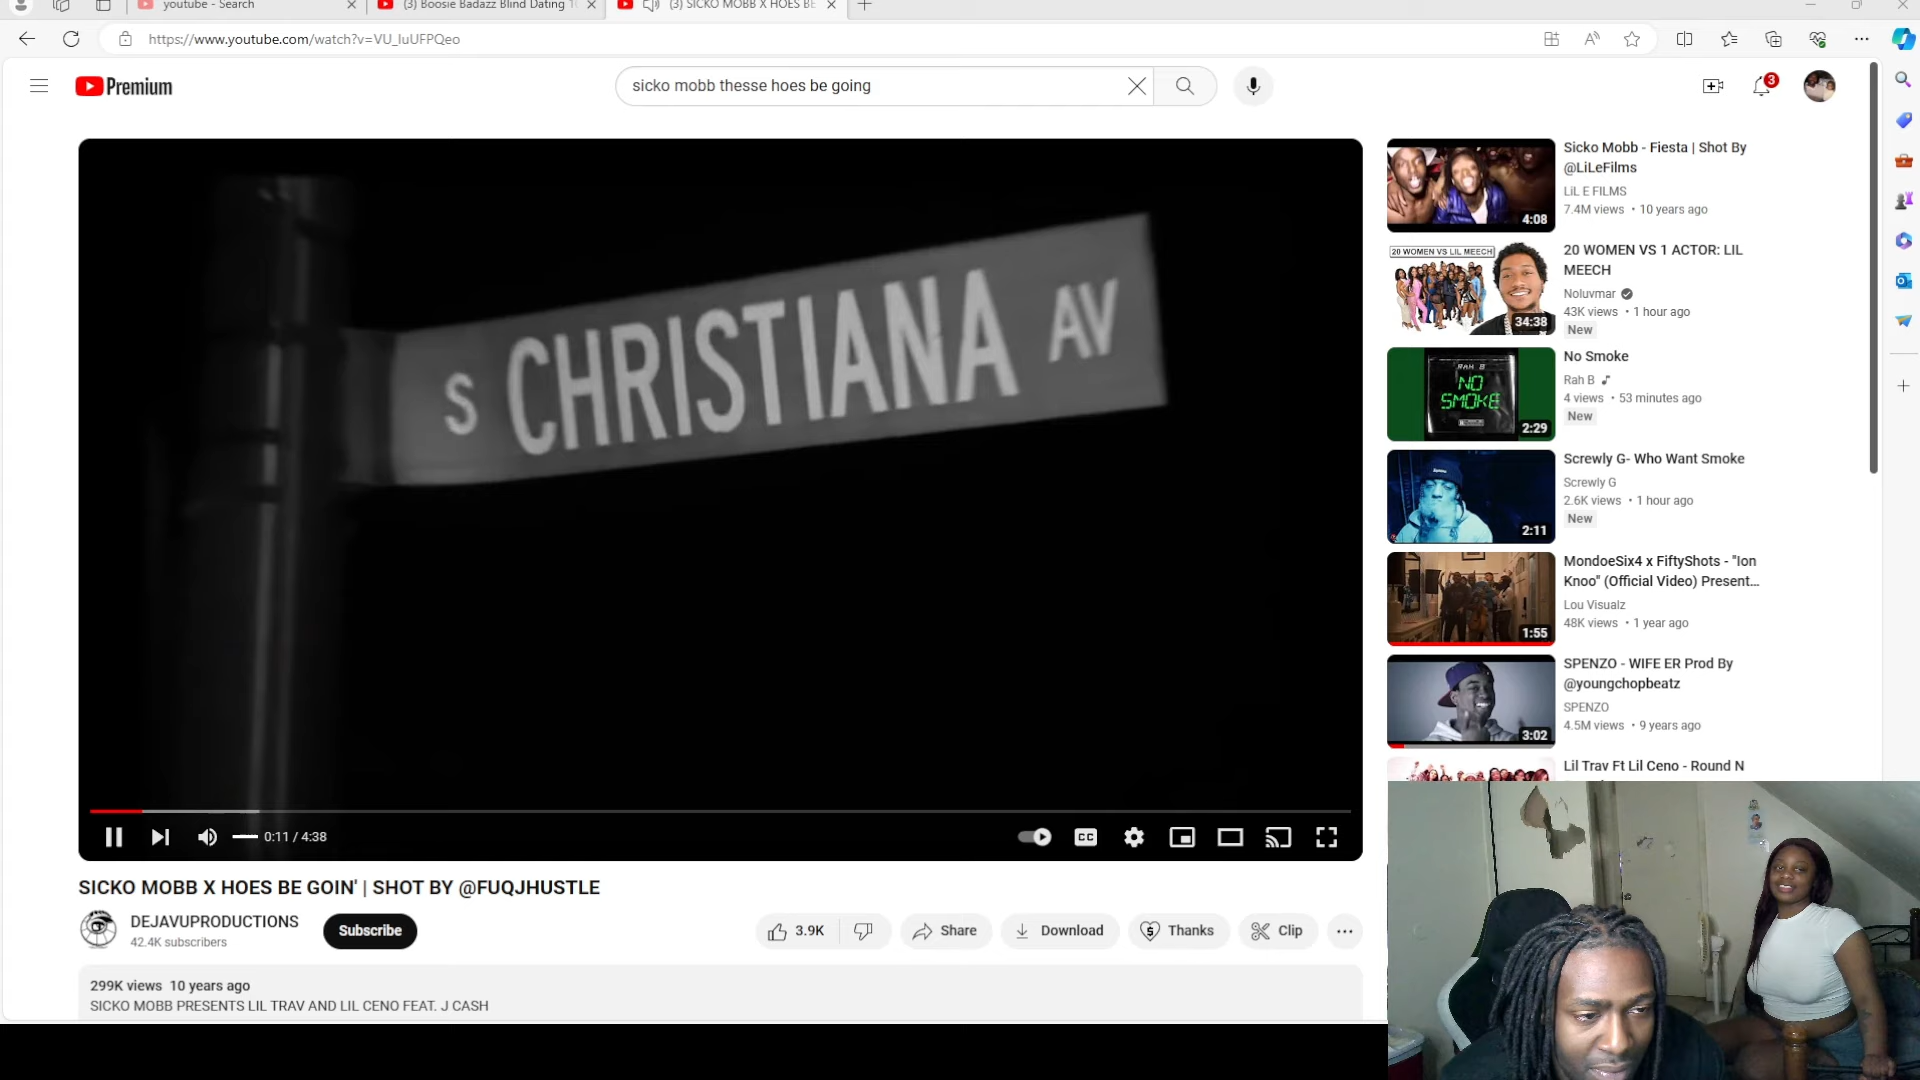 youtube - Search
(3) Boosie Badazz Blind Dating 1
(3) SICKO MOBB X HOES BE
https://www.youtube.com/watch?v=VU_luUFPQeo
Premium
sicko mobb thesse hoes be going
3
S CHRISTIANA AV
0:11 / 4:38
CC
SICKO MOBB X HOES BE GOIN' | SHOT BY @FUQJHUSTLE
DEJAVUPRODUCTIONS
42.4K subscribers
Subscribe
3.9K
Share
Download
Thanks
Clip
299K views 10 years ago
SICKO MOBB PRESENTS LIL TRAV AND LIL CENO FEAT. J CASH
4:08
Sicko Mobb - Fiesta | Shot By
@LiLeFilms
LiL E FILMS
7.4M views • 10 years ago
20 WOMEN VS LIL MEECH
34:38
20 WOMEN VS 1 ACTOR: LIL
MEECH
Noluvmar
43K views • 1 hour ago
New
RAH B
NO
SMOKE
2:29
No Smoke
Rah B
4 views • 53 minutes ago
New
2:11
Screwly G- Who Want Smoke
Screwly G
2.6K views • 1 hour ago
New
1:55
MondoeSix4 x FiftyShots - "Ion
Knoo" (Official Video) Present...
Lou Visualz
48K views • 1 year ago
3:02
SPENZO - WIFE ER Prod By
@youngchopbeatz
SPENZO
4.5M views • 9 years ago
Lil Trav Ft Lil Ceno - Round N